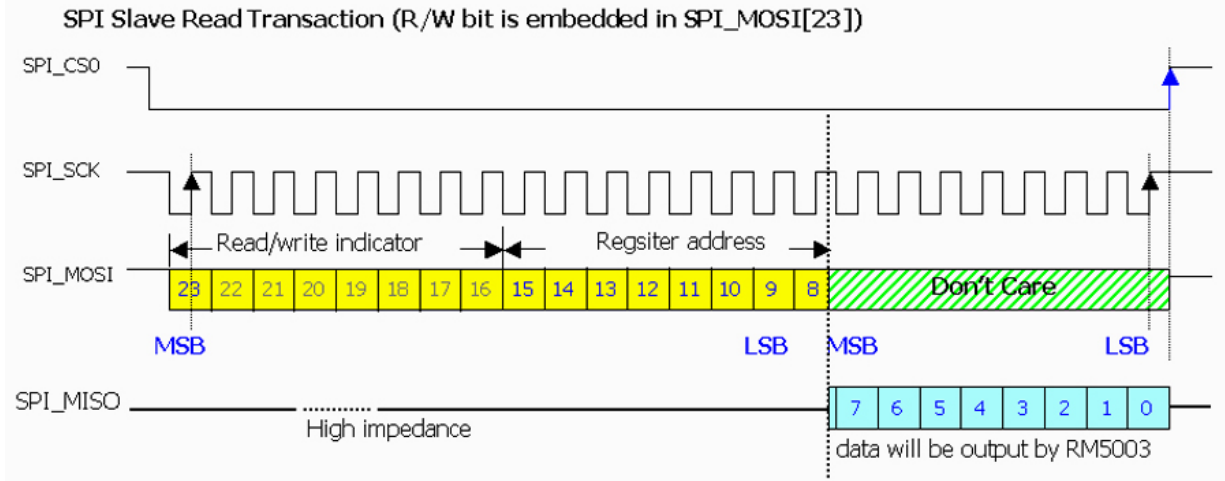 SPI Slave Read Transaction (R/W bit is embedded in SPI_MOSI[23])
SPI_CS0
SPI_SCK
Read/write indicator Regsiter address
SPI_MOSI 23 22 21 20 19 18 17 16 15 14 13 12 11 10 9 8 Don't Care
MSB LSB MSB LSB
SPI_MISO 7 6 5 4 3 2 1 0
High impedance
data will be output by RM5003